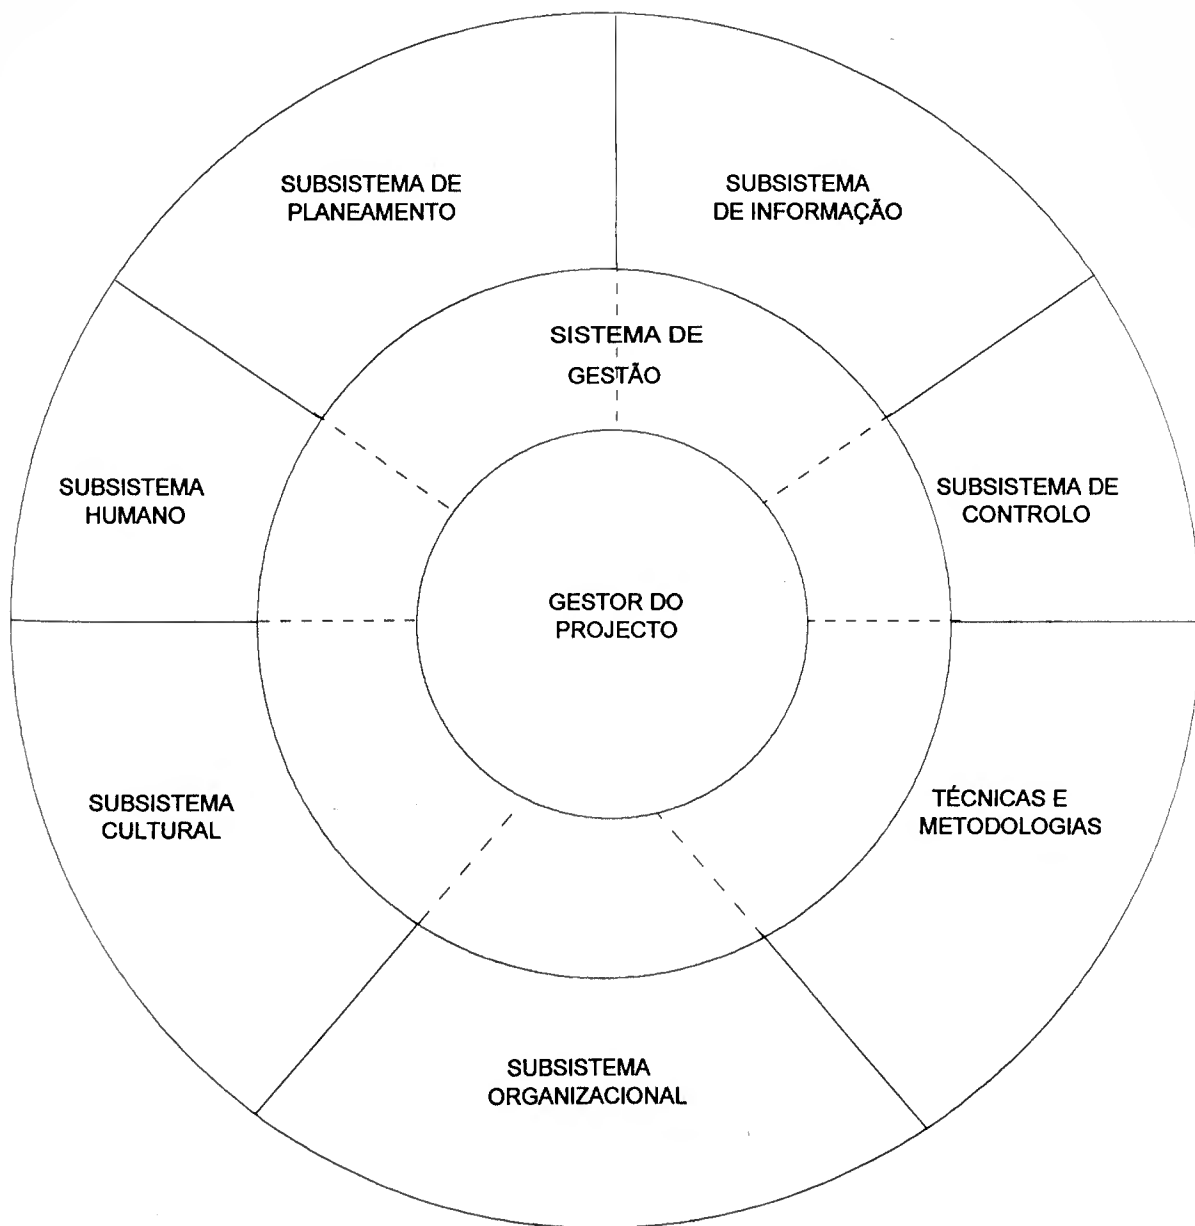 SUBSISTEMA DE
PLANEAMENTO
SUBSISTEMA
DE INFORMAÇÃO
SISTEMA DE
GESTÃO
SUBSISTEMA
HUMANO
SUBSISTEMA DE
CONTROLO
GESTOR DO
PROJECTO
SUBSISTEMA
CULTURAL
TÉCNICAS E
METODOLOGIAS
SUBSISTEMA
ORGANIZACIONAL